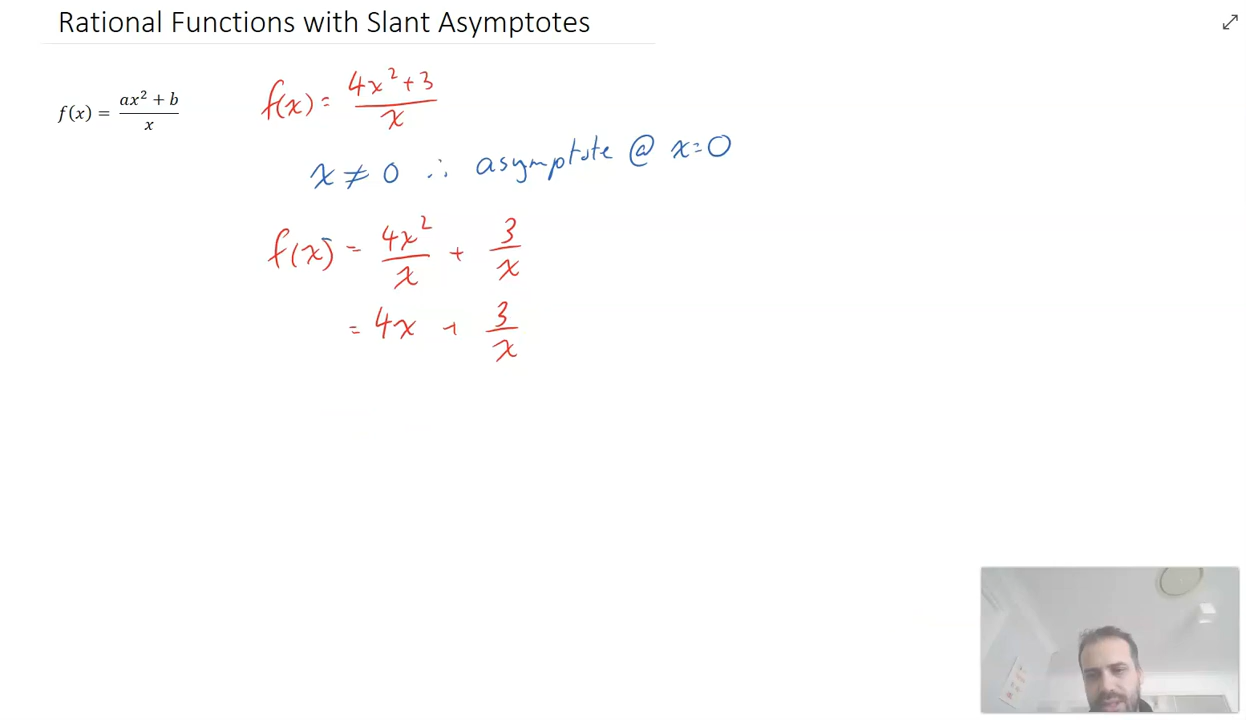 Rational Functions with Slant Asymptotes
f(x) = ax² + b / x
f(x) = 4x² + 3 / x
x ≠ 0 ∴ asymptote @ x = 0
f(x) = 4x² / x + 3 / x
= 4x + 3 / x